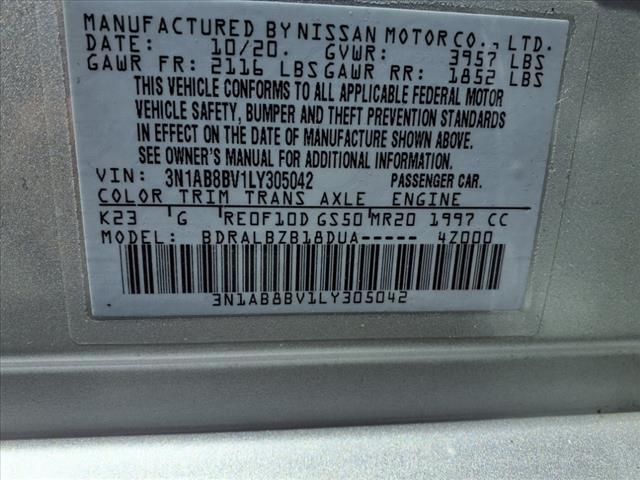 MANUFACTURED BY NISSAN MOTOR CO., LTD.
DATE: 10/20. GVWR: 3957 LBS
GAWR FR: 2116 LBS GAWR RR: 1852 LBS
THIS VEHICLE CONFORMS TO ALL APPLICABLE FEDERAL MOTOR
VEHICLE SAFETY, BUMPER AND THEFT PREVENTION STANDARDS
IN EFFECT ON THE DATE OF MANUFACTURE SHOWN ABOVE.
SEE OWNER'S MANUAL FOR ADDITIONAL INFORMATION.
VIN: 3N1AB8BV1LY305042 PASSENGER CAR.
COLOR TRIM TRANS AXLE ENGINE
K23 G RE0F10D GS50 MR20 1997 CC
MODEL: BDRALBZB18DUA----- 4Z000
3N1AB8BV1LY305042